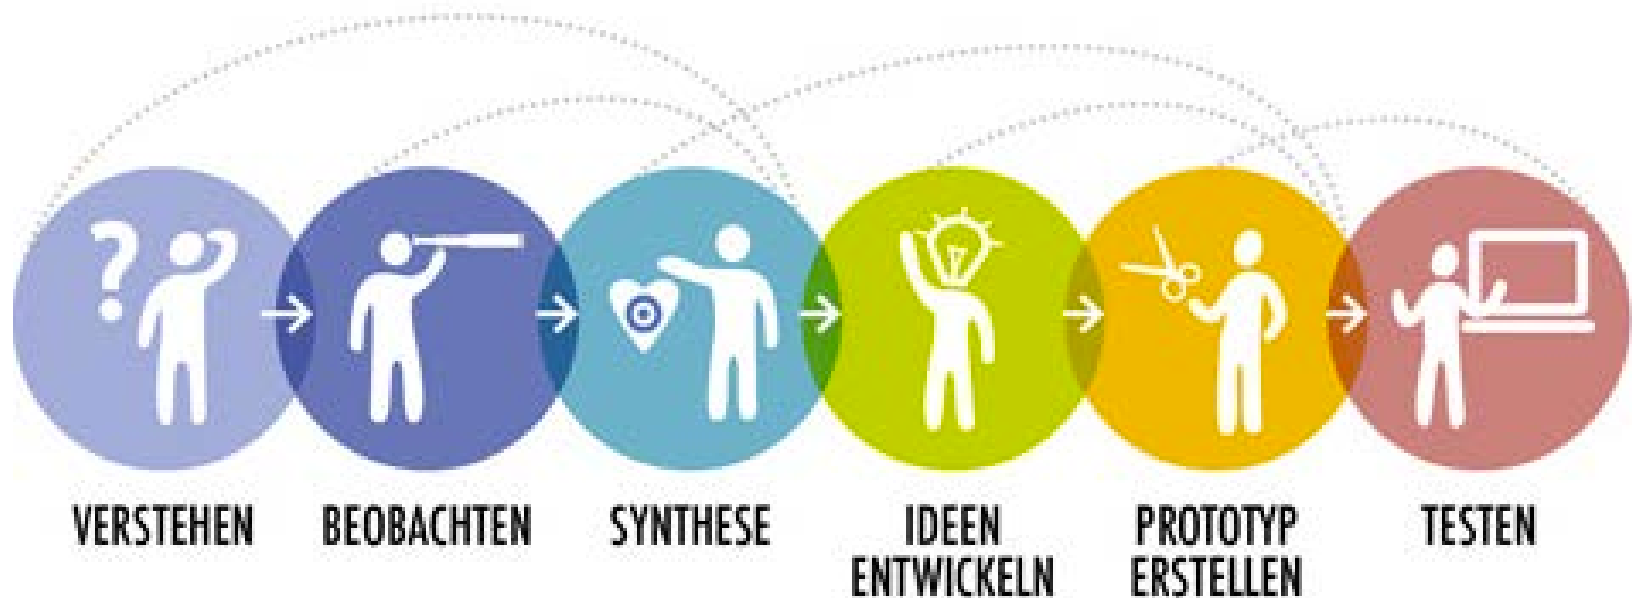 VERSTEHEN
BEOBACHTEN
SYNTHESE
IDEEN
ENTWICKELN
PROTOTYP
ERSTELLEN
TESTEN